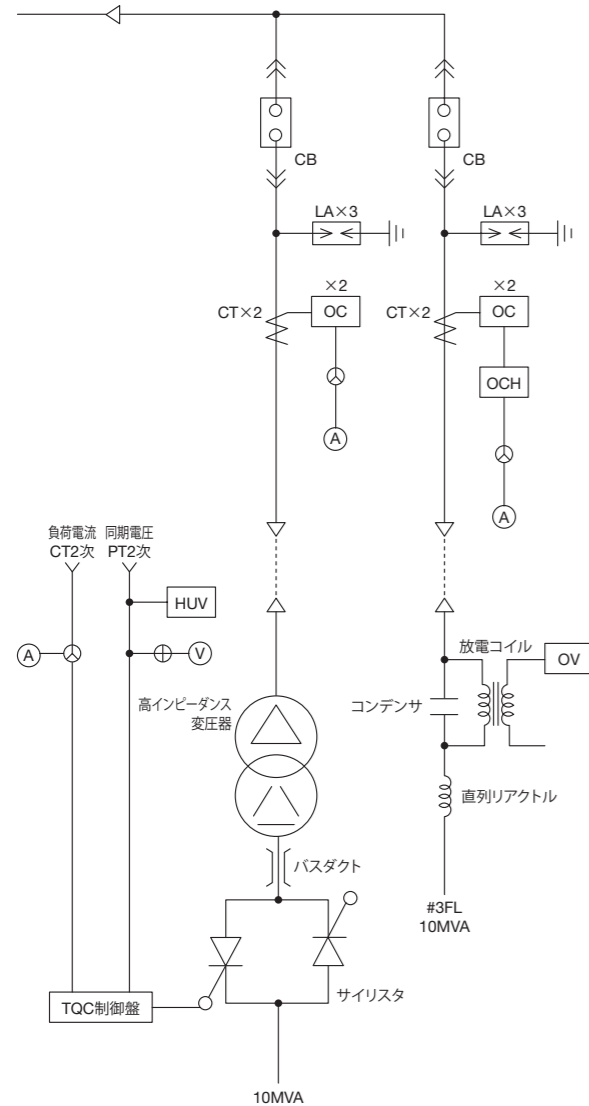 CB
CB
LA×3
LA×3
CT×2
×2
OC
CT×2
×2
OC
OCH
A
A
負荷電流
CT2次
同期電圧
PT2次
HUV
A
V
高インピーダンス
変圧器
放電コイル
OV
コンデンサ
直列リアクトル
バスダクト
#3FL
10MVA
サイリスタ
TQC制御盤
10MVA